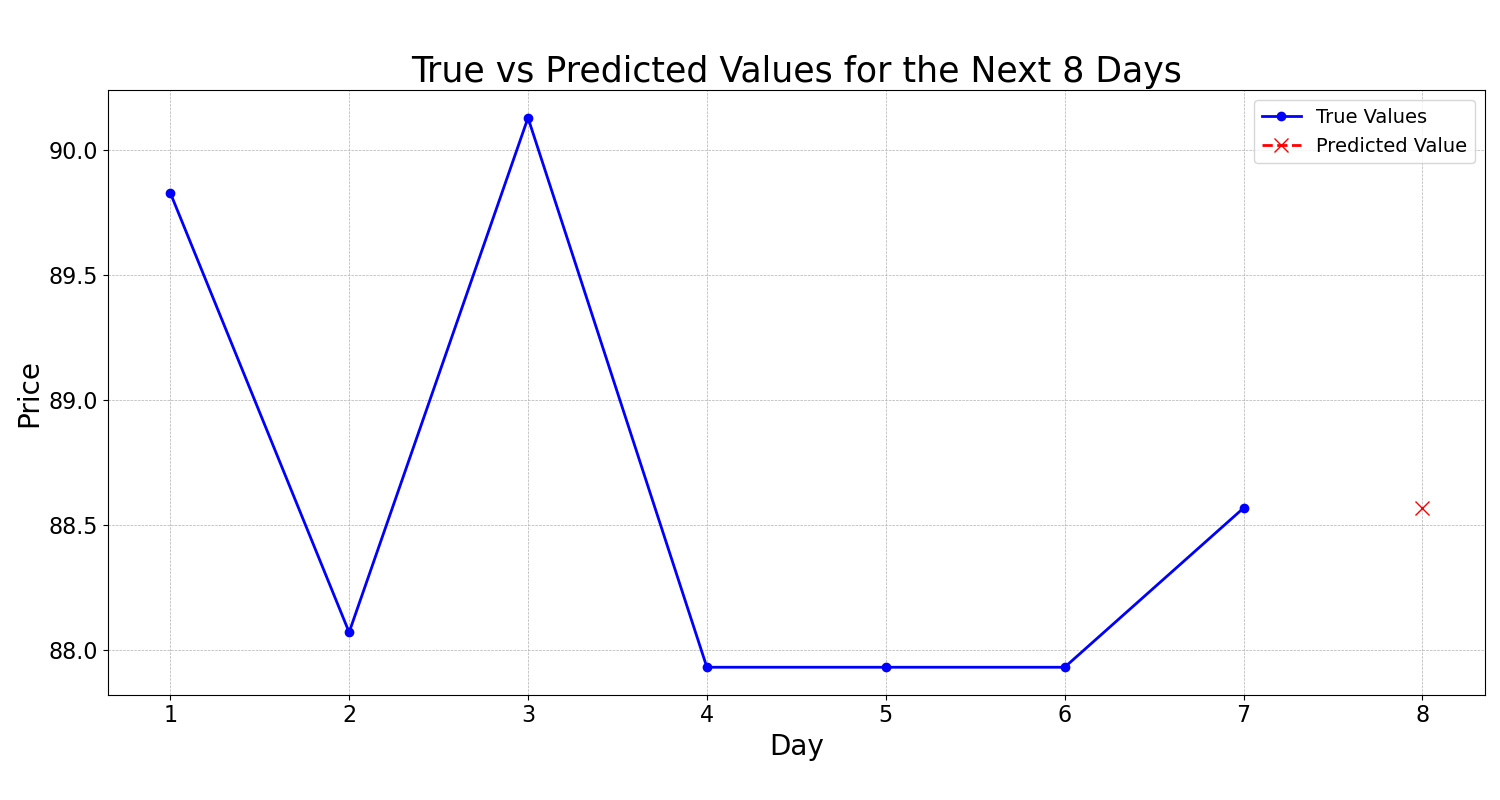 True vs Predicted Values for the Next 8 Days
True Values
Predicted Value
90.0
89.5
89.0
88.5
88.0
Price
1 2 3 4 5 6 7 8
Day